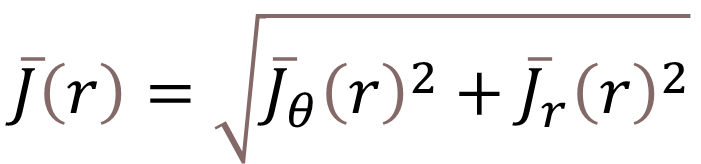 J̅(r) = √(J̅_θ(r)² + J̅_r(r)²)